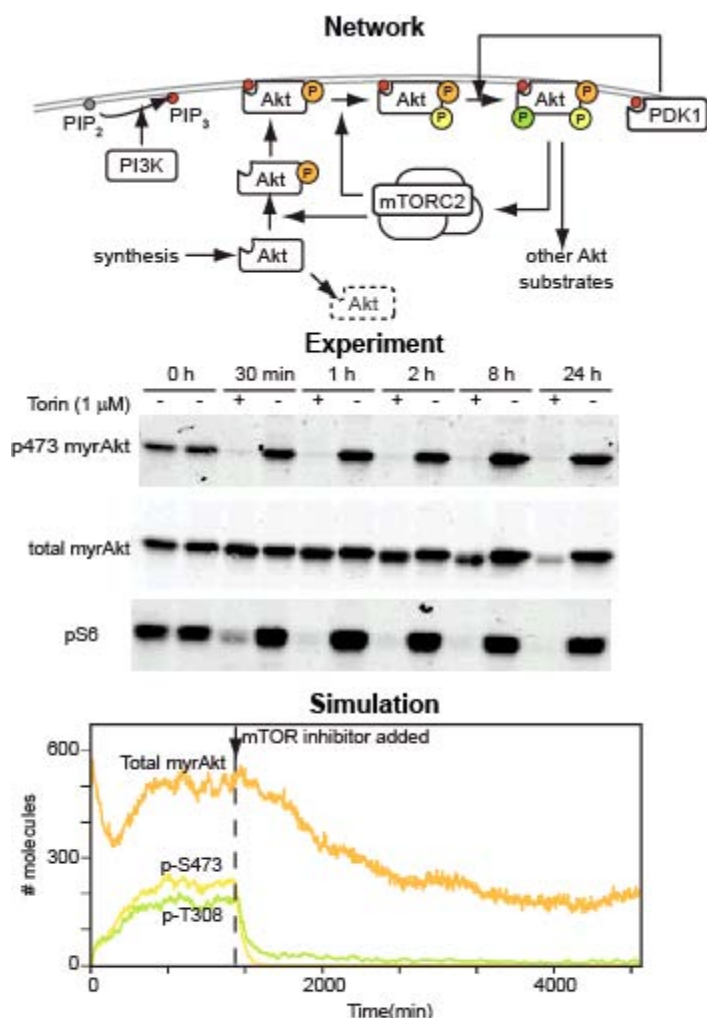 Network
Akt P Akt P Akt P
P P P
PIP2 PIP3 PDK1
PI3K Akt P mTORC2
synthesis Akt other Akt
substrates
Akt
Experiment
0 h 30 min 1 h 2 h 8 h 24 h
Torin (1 μM) + - + - + - + - + -
- -
p473 myrAkt
total myrAkt
pS6
Simulation
mTOR inhibitor added
600
Total myrAkt
# molecules
300
p-S473
p-T308
0
0 2000 4000
Time(min)